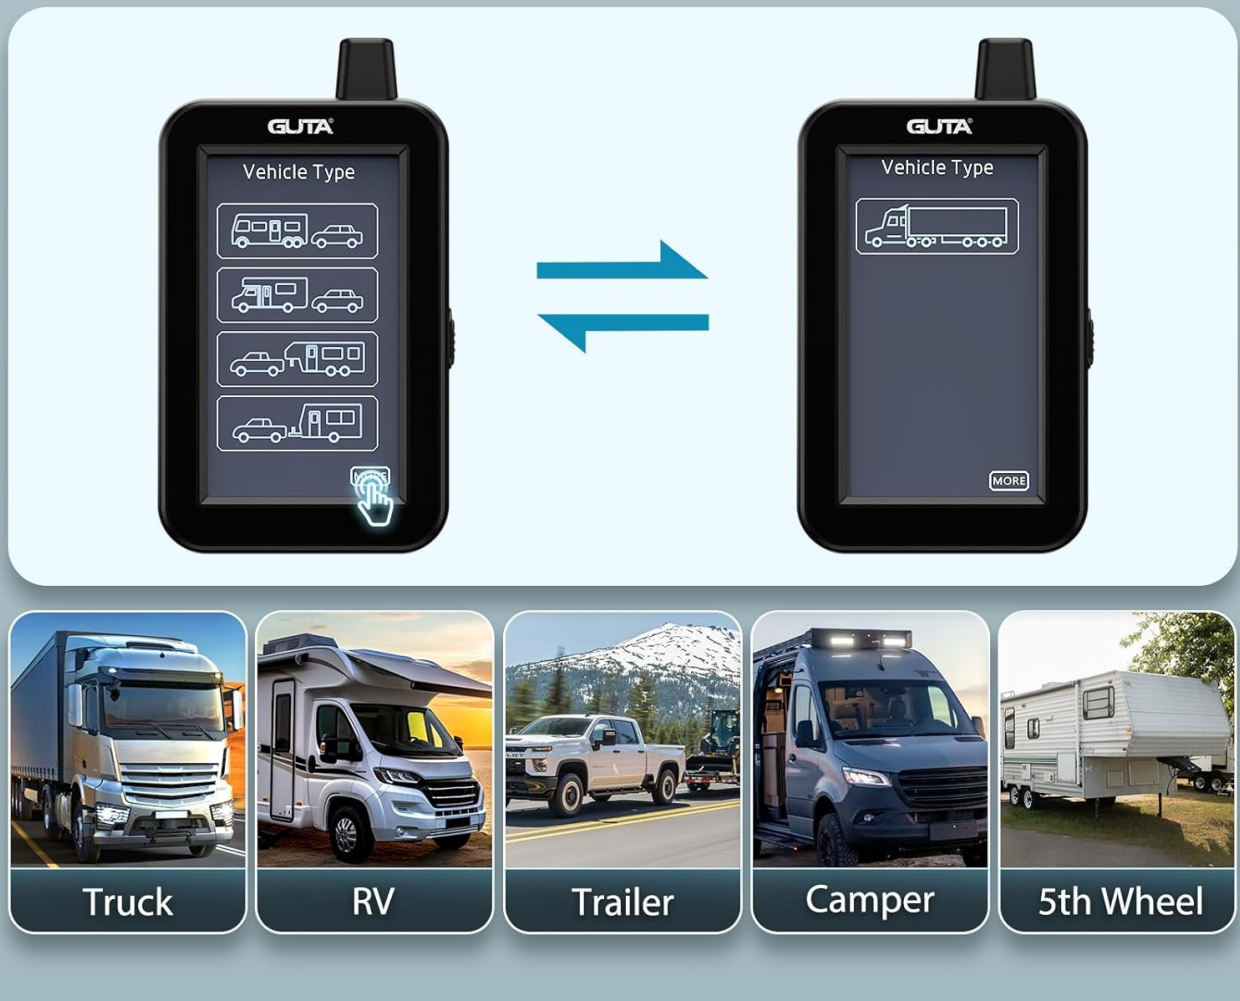 GUTA®
Vehicle Type
GUTA®
Vehicle Type
MORE
Truck
RV
Trailer
Camper
5th Wheel